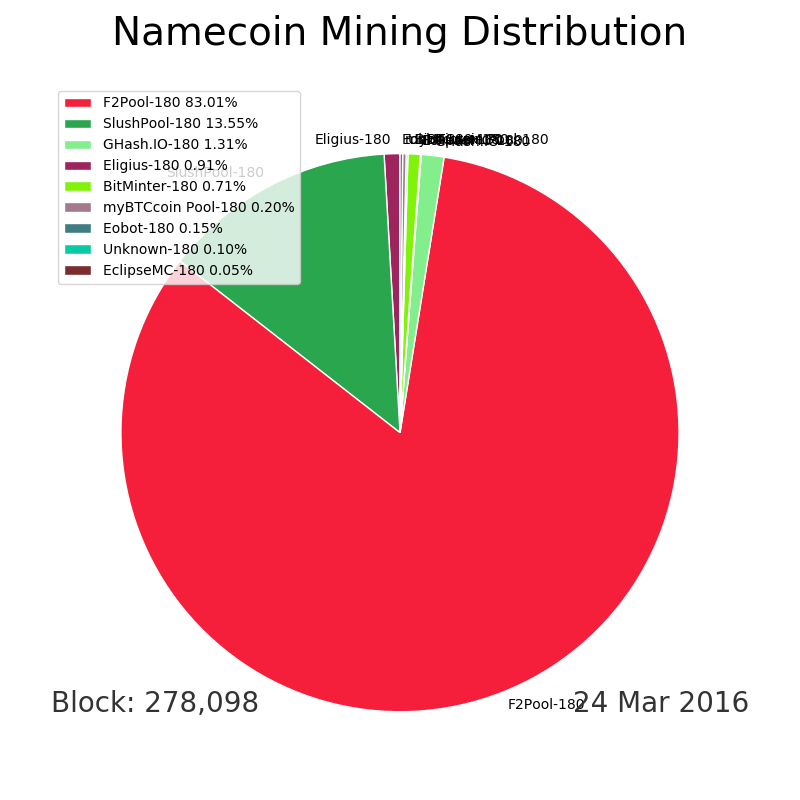 Namecoin Mining Distribution
F2Pool-180 83.01%
SlushPool-180 13.55%
GHash.IO-180 1.31%
Eligius-180 0.91%
BitMinter-180 0.71%
myBTCcoin Pool-180 0.20%
Eobot-180 0.15%
Unknown-180 0.10%
EclipseMC-180 0.05%
SlushPool-180
Eligius-180
F2Pool-180
Block: 278,098
24 Mar 2016